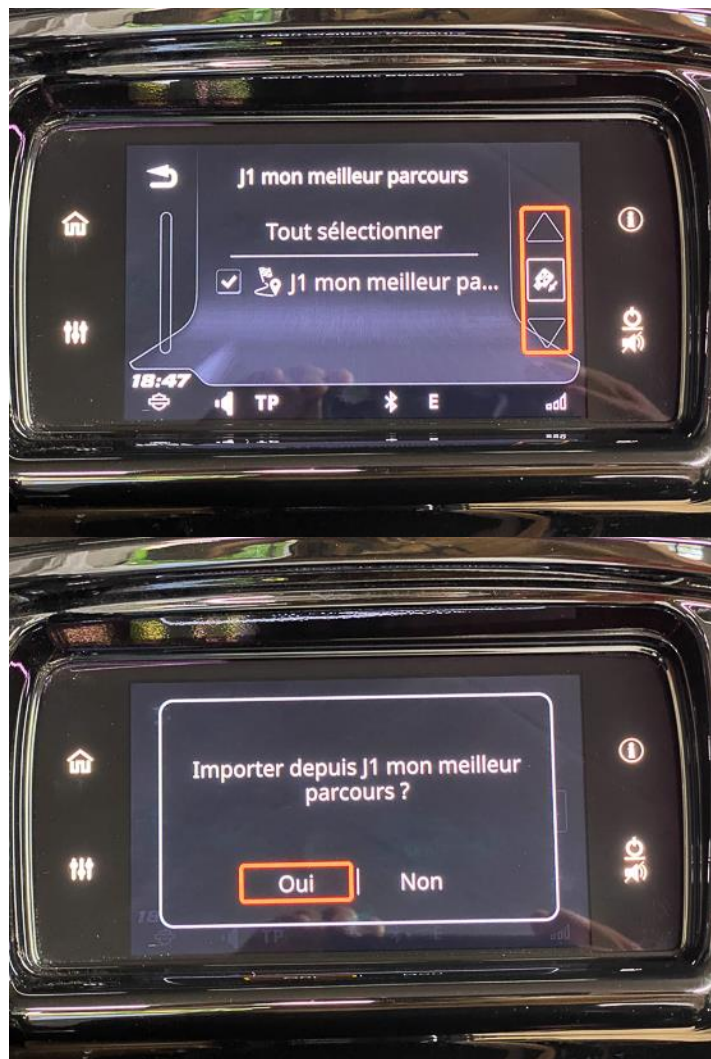 J1 mon meilleur parcours
Tout sélectionner
J1 mon meilleur pa...
18:47
TP E
Importer depuis J1 mon meilleur
parcours ?
Oui | Non
TP